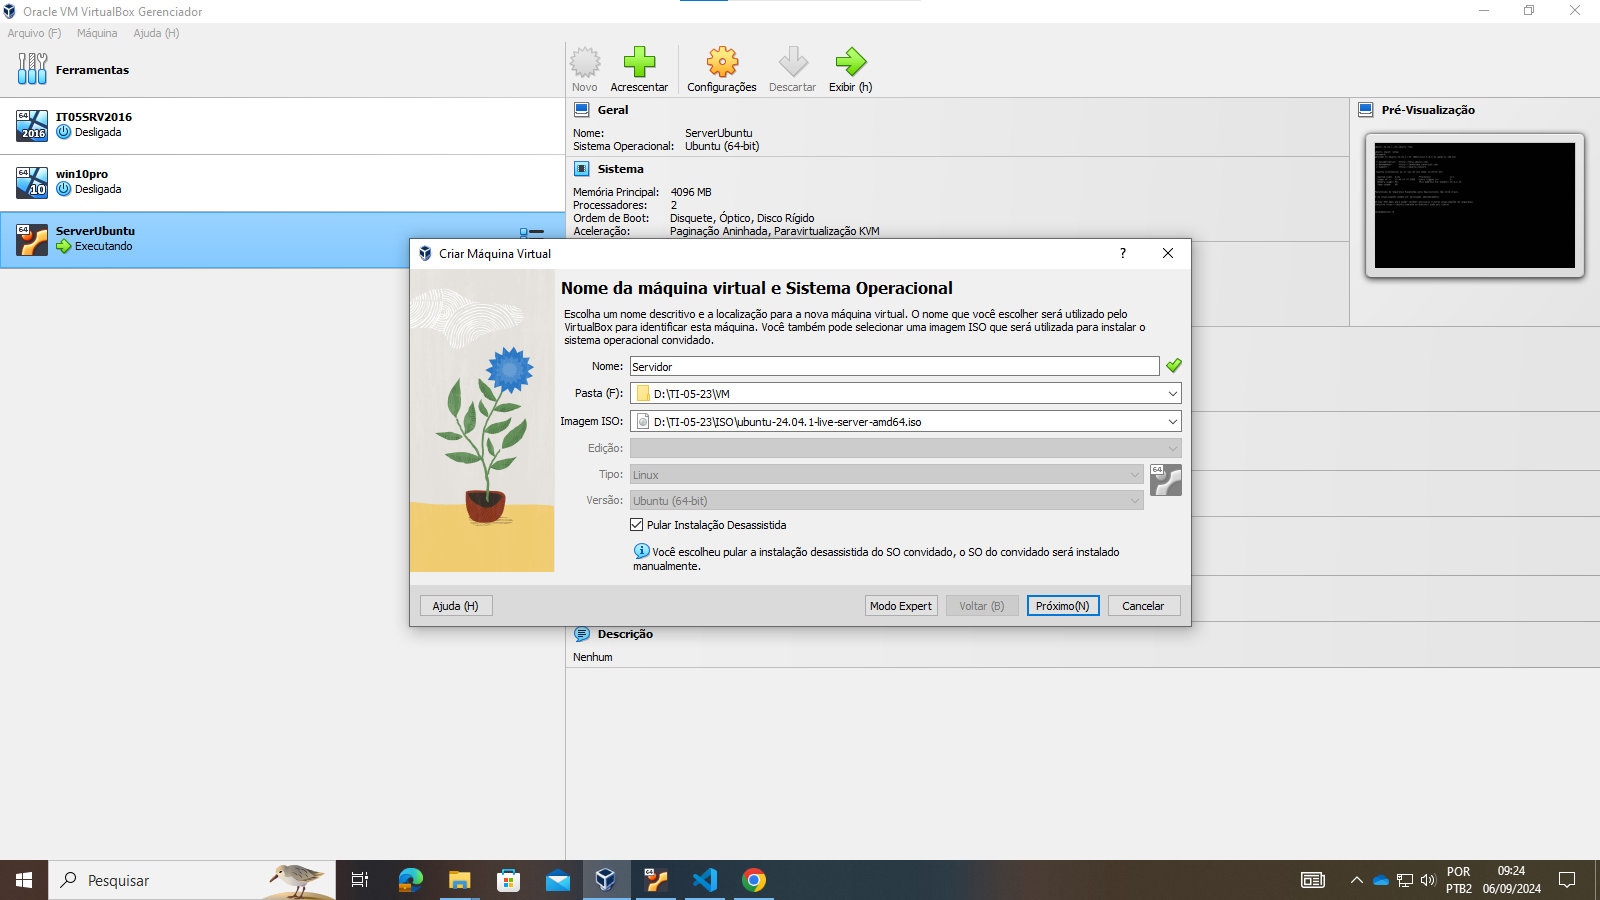 Oracle VM VirtualBox Gerenciador
Arquivo (F) Máquina Ajuda (H)
Ferramentas
Novo Acrescentar Configurações Descartar Exibir (h)
64 2016 IT05SRV2016
Desligada
64 10 win10pro
Desligada
64 ServerUbuntu
Executando
Geral
Nome: ServerUbuntu
Sistema Operacional: Ubuntu (64-bit)
Sistema
Memória Principal: 4096 MB
Processadores: 2
Ordem de Boot: Disquete, Óptico, Disco Rígido
Aceleração: Paginação Aninhada, Paravirtualização KVM
Pré-Visualização
Criar Máquina Virtual ?
Nome da máquina virtual e Sistema Operacional
Escolha um nome descritivo e a localização para a nova máquina virtual. O nome que você escolher será utilizado pelo
VirtualBox para identificar esta máquina. Você também pode selecionar uma imagem ISO que será utilizada para instalar o
sistema operacional convidado.
Nome: Servidor
Pasta (F): D:\TI-05-23\VM
Imagem ISO: D:\TI-05-23\ISO\ubuntu-24.04.1-live-server-amd64.iso
Edição:
Tipo: Linux
64
Versão: Ubuntu (64-bit)
Pular Instalação Desassistida
Você escolheu pular a instalação desassistida do SO convidado, o SO do convidado será instalado
manualmente.
Ajuda (H) Modo Expert Voltar (B) Próximo(N) Cancelar
Descrição
Nenhum
Pesquisar
64
POR
PTB2
09:24
06/09/2024